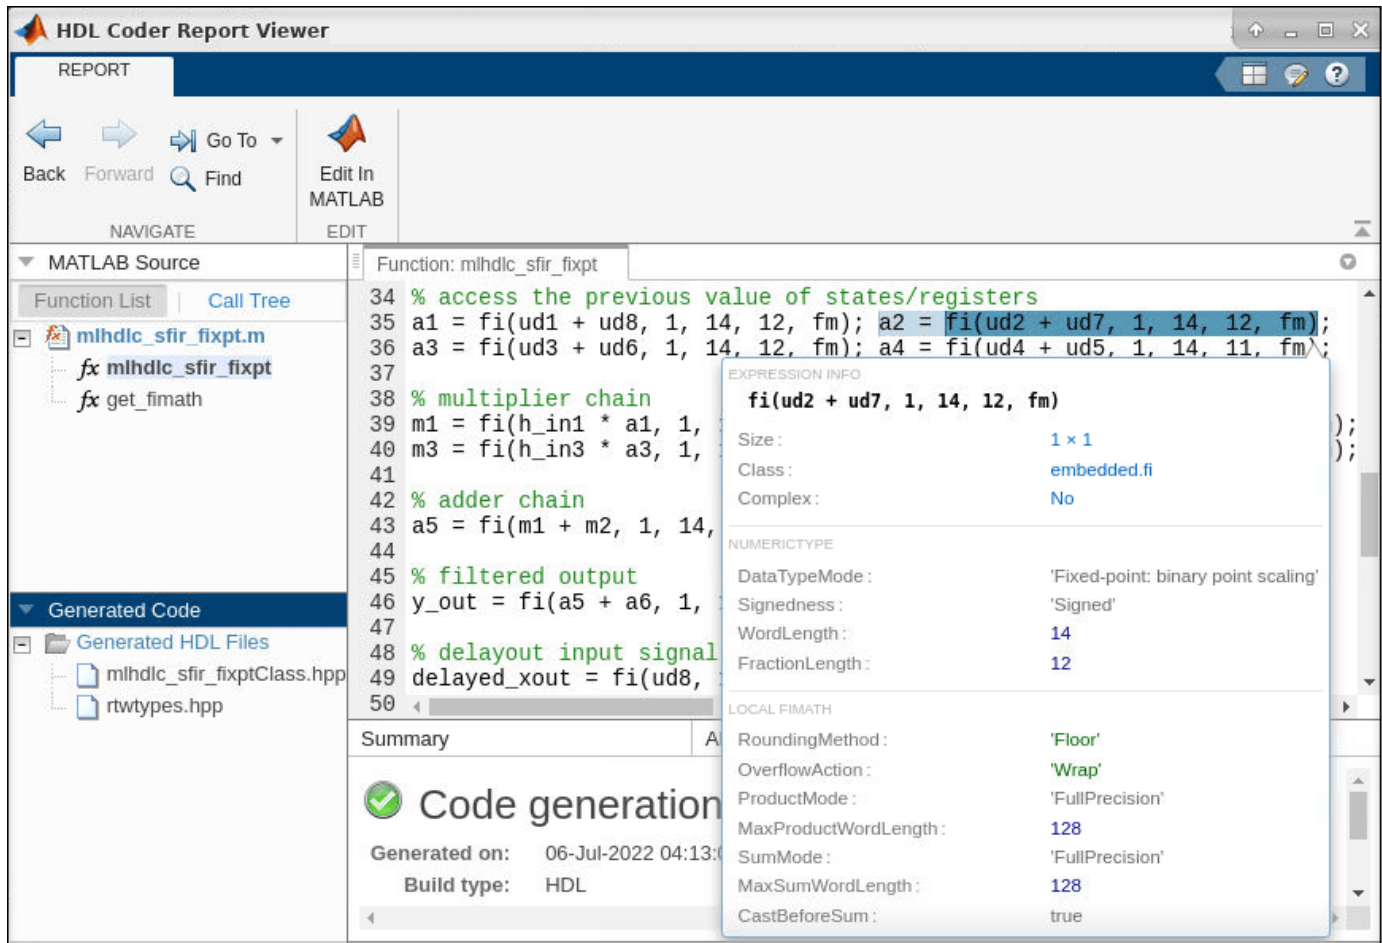 HDL Coder Report Viewer
REPORT
Back
Forward
Go To
Find
Edit In
MATLAB
NAVIGATE
EDIT
MATLAB Source
Function List
Call Tree
mlhdlc_sfir_fixpt.m
fx mlhdlc_sfir_fixpt
fx get_fimath
Generated Code
Generated HDL Files
mlhdlc_sfir_fixptClass.hpp
rtwtypes.hpp
Function: mlhdlc_sfir_fixpt
34 % access the previous value of states/registers
35 a1 = fi(ud1 + ud8, 1, 14, 12, fm); a2 = fi(ud2 + ud7, 1, 14, 12, fm);
36 a3 = fi(ud3 + ud6, 1, 14, 12, fm); a4 = fi(ud4 + ud5, 1, 14, 11, fm);
37
38 % multiplier chain
39 m1 = fi(h_in1 * a1, 1, );
40 m3 = fi(h_in3 * a3, 1, );
41
42 % adder chain
43 a5 = fi(m1 + m2, 1, 14,
44
45 % filtered output
46 y_out = fi(a5 + a6, 1,
47
48 % delayout input signal
49 delayed_xout = fi(ud8,
50
EXPRESSION INFO
fi(ud2 + ud7, 1, 14, 12, fm)
Size: 1 × 1
Class: embedded.fi
Complex: No
NUMERICTYPE
DataTypeMode: 'Fixed-point: binary point scaling'
Signedness: 'Signed'
WordLength: 14
FractionLength: 12
LOCAL FIMATH
RoundingMethod: 'Floor'
OverflowAction: 'Wrap'
ProductMode: 'FullPrecision'
MaxProductWordLength: 128
SumMode: 'FullPrecision'
MaxSumWordLength: 128
CastBeforeSum: true
Summary
Code generation
Generated on: 06-Jul-2022 04:13:
Build type: HDL